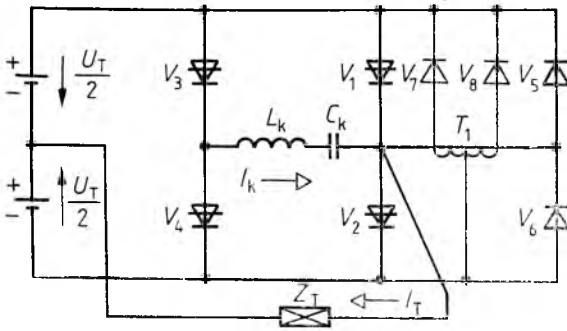 +
−
U_T/2
V_3
V_1
V_7
V_8
V_5
L_k
C_k
T_1
I_k
+
−
U_T/2
V_4
V_2
V_6
Z_T
I_T